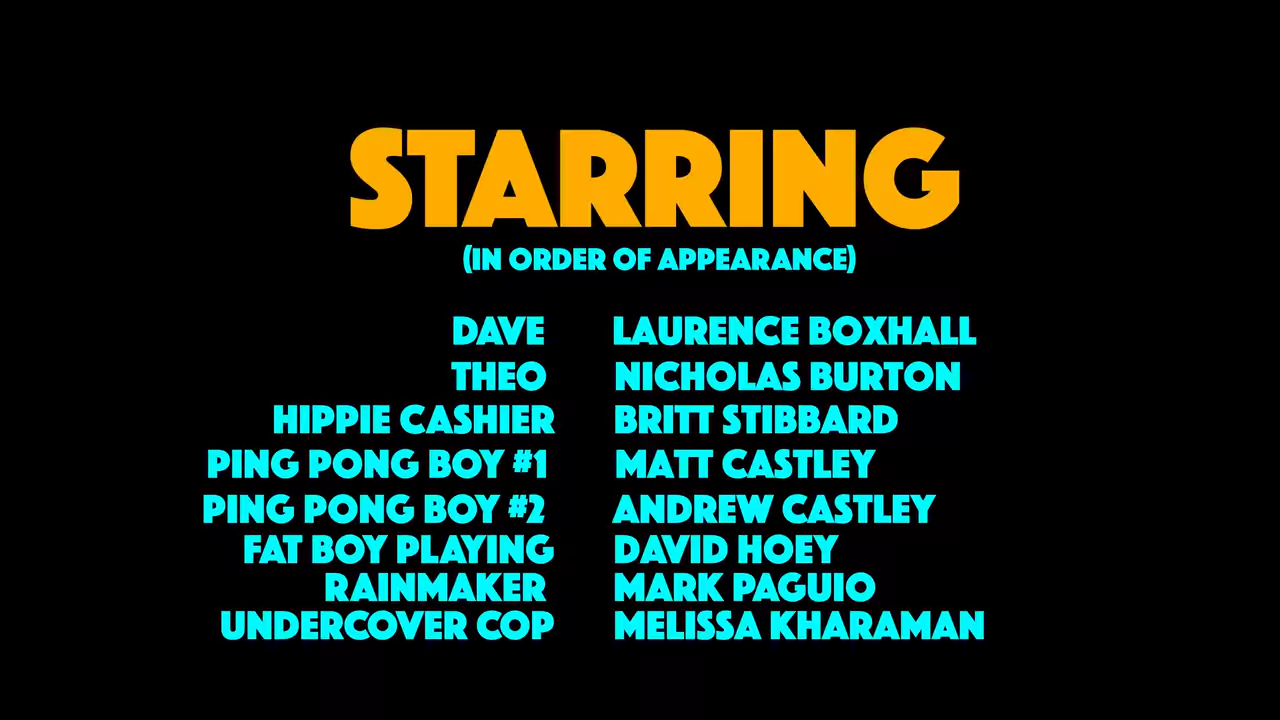 STARRING
(IN ORDER OF APPEARANCE)
DAVE LAURENCE BOXHALL
THEO NICHOLAS BURTON
HIPPIE CASHIER BRITT STIBBARD
PING PONG BOY #1 MATT CASTLEY
PING PONG BOY #2 ANDREW CASTLEY
FAT BOY PLAYING DAVID HOEY
RAINMAKER MARK PAGUIO
UNDERCOVER COP MELISSA KHARAMAN